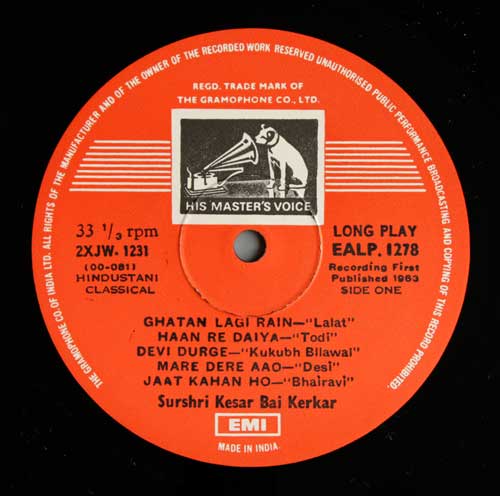 ALL RIGHTS OF THE MANUFACTURER AND OF THE OWNER OF THE RECORDED WORK RESERVED UNAUTHORISED PUBLIC PERFORMANCE BROADCASTING AND COPYING OF THIS RECORD PROHIBITED.
THE GRAMOPHONE CO. OF INDIA LTD.
REGD. TRADE MARK OF
THE GRAMOPHONE CO., LTD.
HIS MASTER'S VOICE
33 1/3 rpm
2XJW. 1231
(00-081)
HINDUSTANI
CLASSICAL
LONG PLAY
EALP. 1278
Recording First
Published 1963
SIDE ONE
GHATAN LAGI RAIN—"Lalat"
HAAN RE DAIYA—"Todi"
DEVI DURGE—"Kukubh Bilawal"
MARE DERE AAO—"Desi"
JAAT KAHAN HO—"Bhairavi"
Surshri Kesar Bai Kerkar
EMI
MADE IN INDIA.